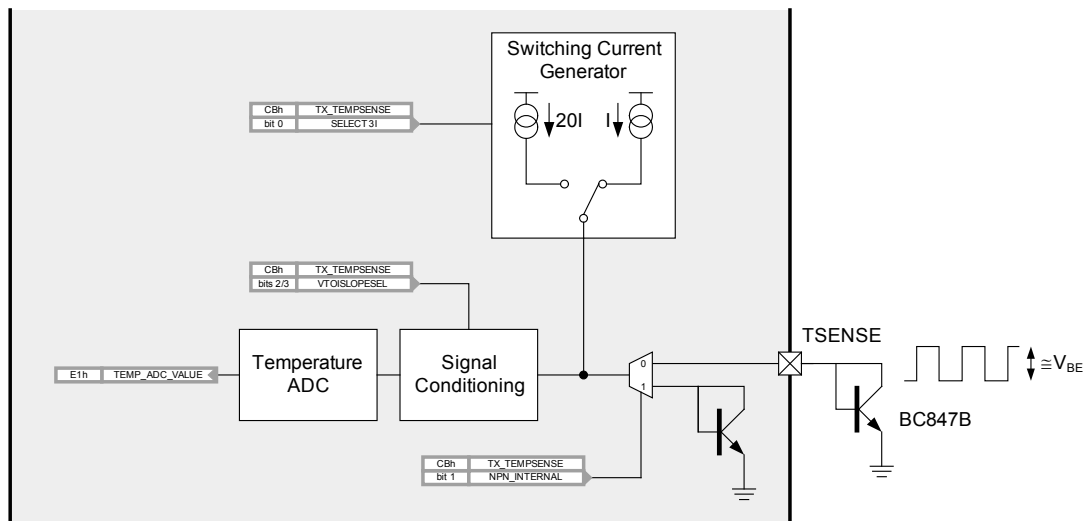 Switching Current
Generator
20I
I
CBh TX_TEMPSENSE
bit 0 SELECT 3I
CBh TX_TEMPSENSE
bits 2/3 VTOISLOPESEL
TSENSE
Temperature
ADC
Signal
Conditioning
0
1
E1h TEMP_ADC_VALUE
≅VBE
BC847B
CBh TX_TEMPSENSE
bit 1 NPN_INTERNAL